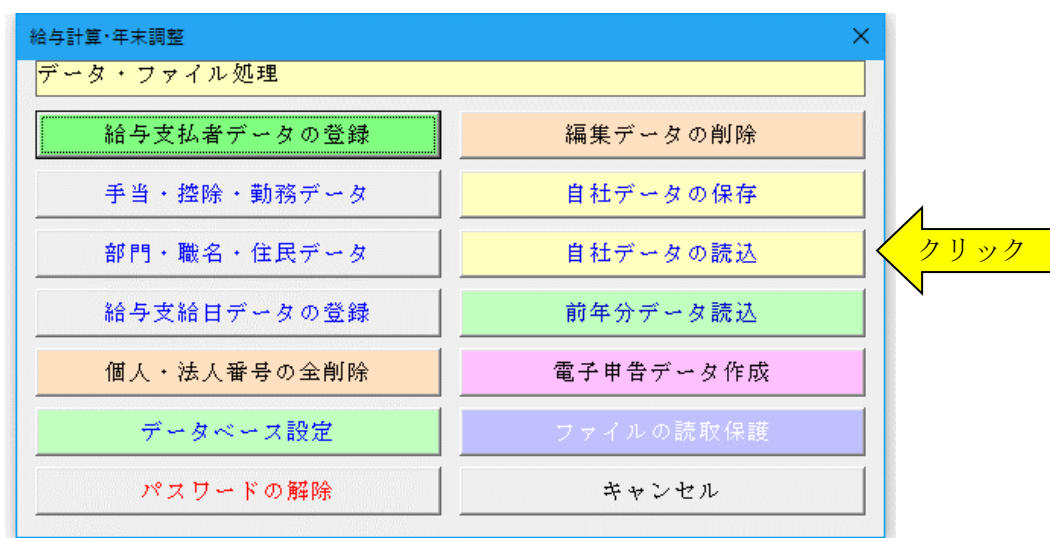 給与計算・年末調整
データ・ファイル処理
給与支払者データの登録
編集データの削除
手当・控除・勤務データ
自社データの保存
部門・職名・住民データ
自社データの読込
クリック
給与支給日データの登録
前年分データ読込
個人・法人番号の全削除
電子申告データ作成
データベース設定
ファイルの読取保護
パスワードの解除
キャンセル